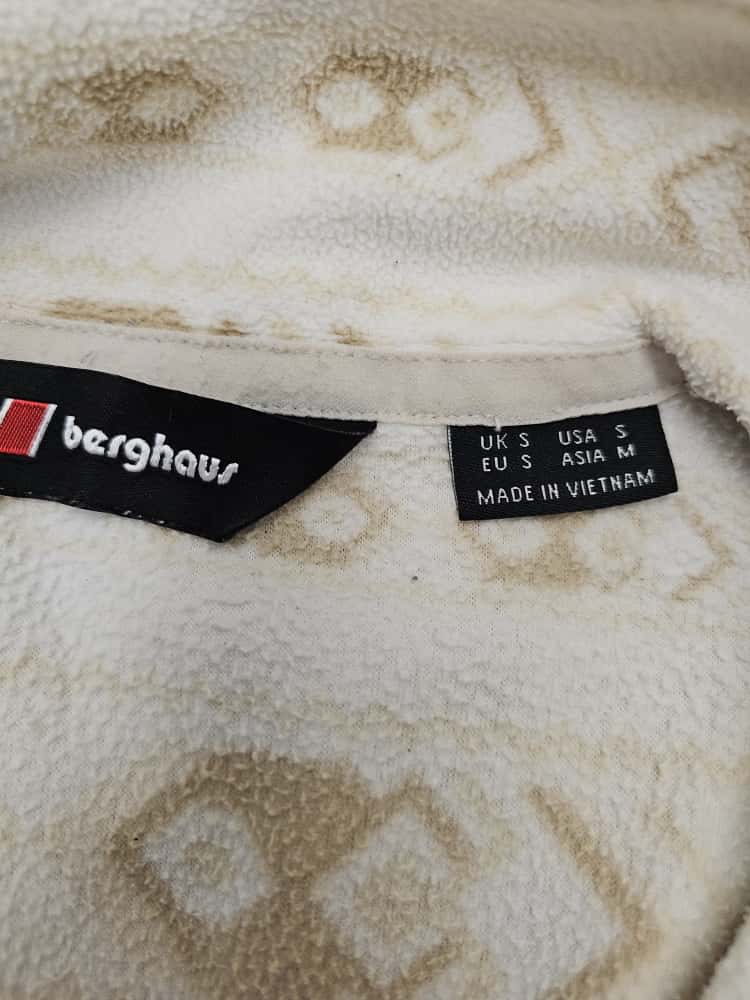 berghaus
UK S USA S
EU S ASIA M
MADE IN VIETNAM